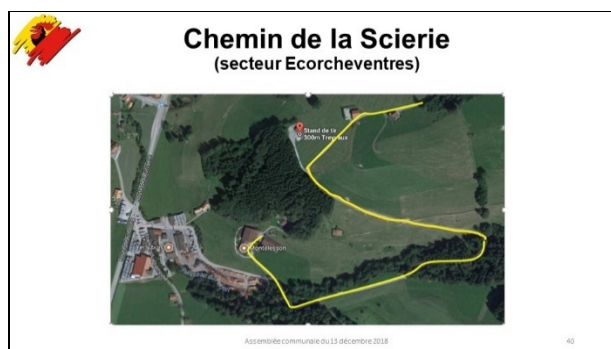 Chemin de la Scierie
(secteur Ecorcheventres)
Stand de tir
300m Treyvaux
Assemblée communale du 13 décembre 2018
40